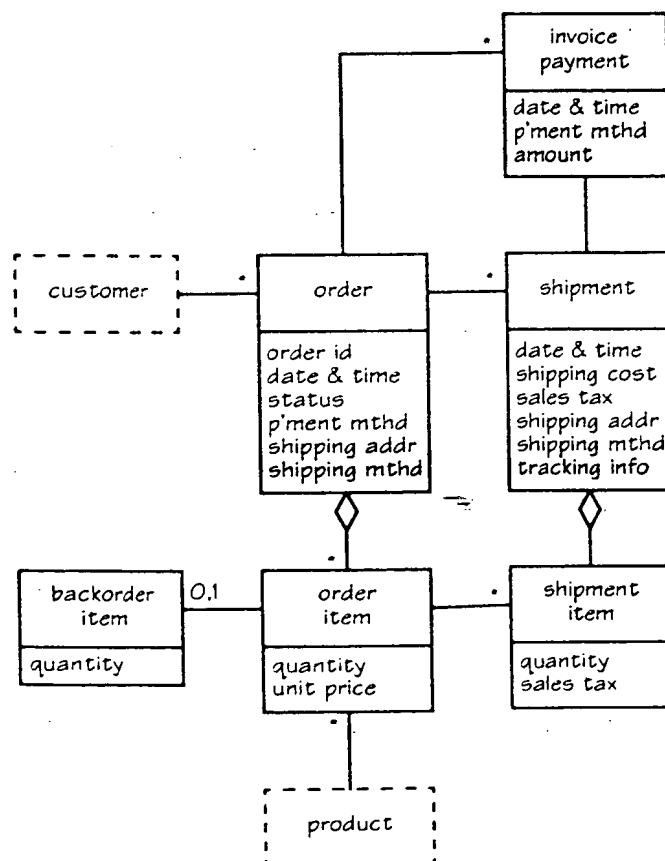 invoice
payment
date & time
p'ment mthd
amount
customer
order
order id
date & time
status
p'ment mthd
shipping addr
shipping mthd
shipment
date & time
shipping cost
sales tax
shipping addr
shipping mthd
tracking info
backorder
item
quantity
0,1
order
item
quantity
unit price
shipment
item
quantity
sales tax
product